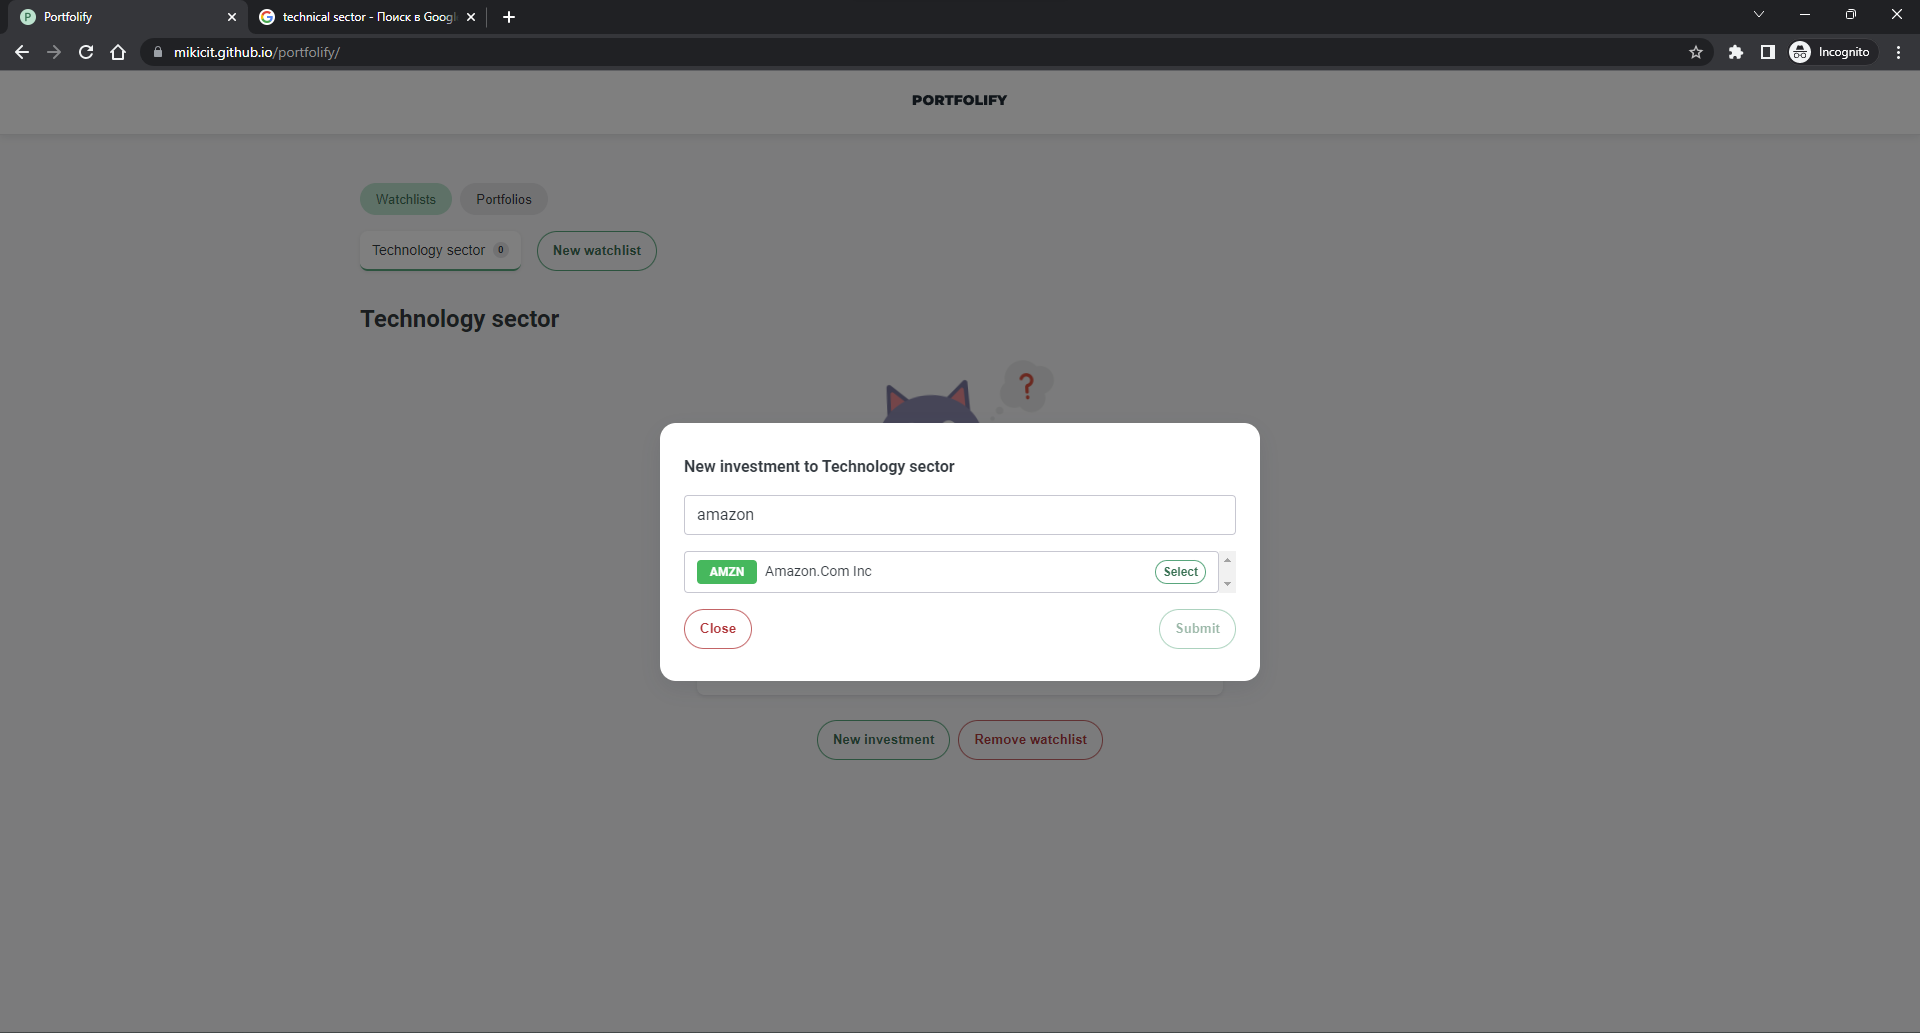 P Portfolify
technical sector - Поиск в Googl
mikicit.github.io/portfolify/
Incognito
PORTFOLIFY
Watchlists
Portfolios
Technology sector 0
New watchlist
Technology sector
?
New investment to Technology sector
amazon
AMZN Amazon.Com Inc Select
Close
Submit
New investment
Remove watchlist